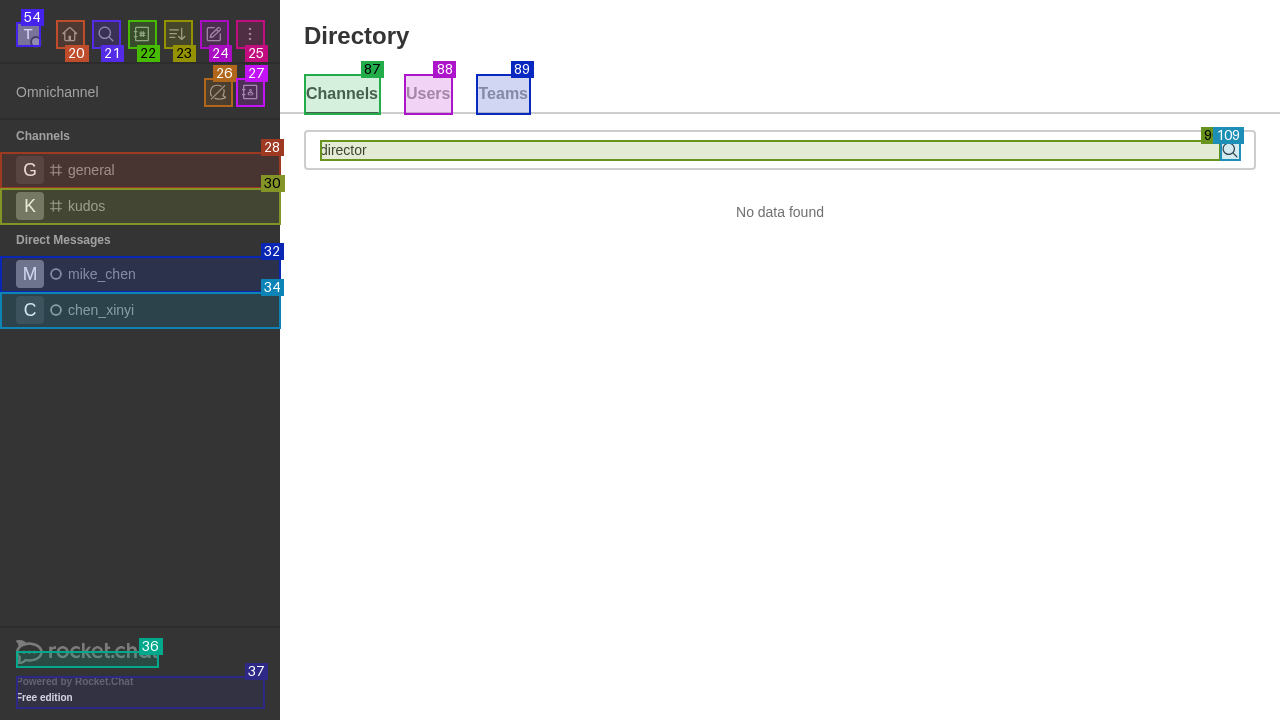 54
T
20
21
22
23
24
25
Omnichannel
26
27
Channels
28
G general
30
K kudos
Direct Messages
32
M mike_chen
34
C chen_xinyi
36
rocket.chat
37
Powered by Rocket.Chat
Free edition
Directory
87
Channels
88
Users
89
Teams
director
9
109
No data found